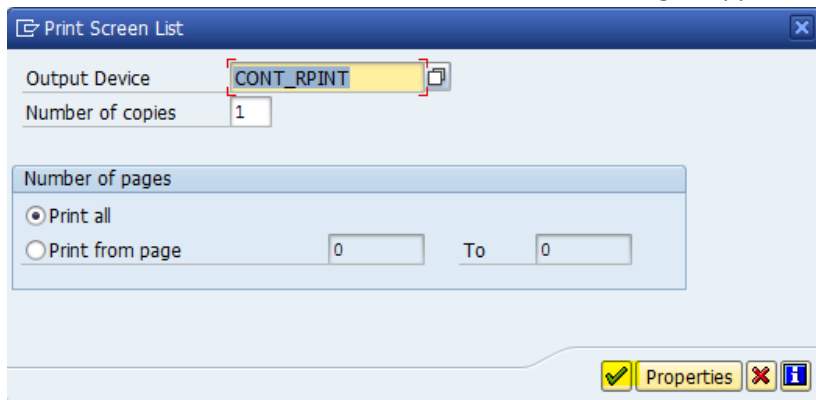 Print Screen List
Output Device CONT_RPINT
Number of copies 1
Number of pages
Print all
Print from page 0 To 0
Properties